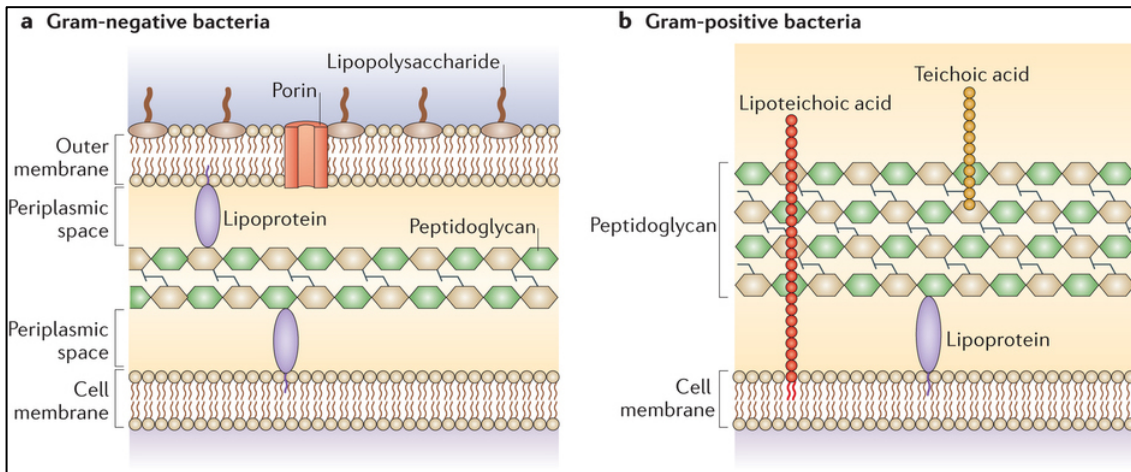 a Gram-negative bacteria
Lipopolysaccharide
Porin
Outer
membrane
Periplasmic
space
Lipoprotein
Peptidoglycan
Periplasmic
space
Cell
membrane
b Gram-positive bacteria
Teichoic acid
Lipoteichoic acid
Peptidoglycan
Lipoprotein
Cell
membrane